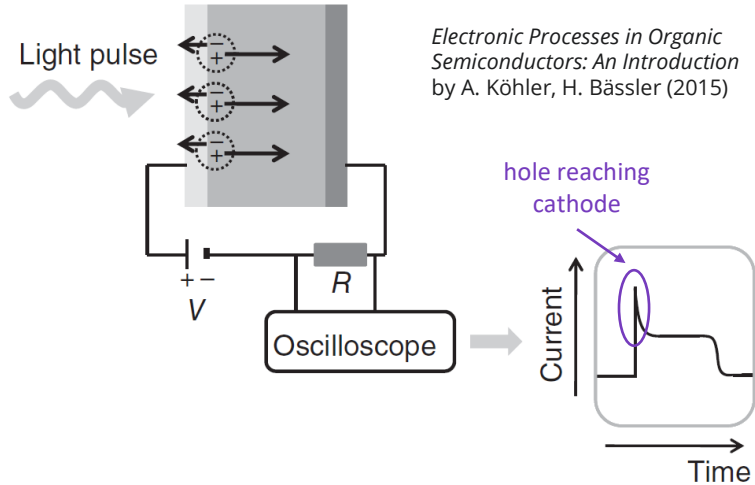 Light pulse
Electronic Processes in Organic
Semiconductors: An Introduction
by A. Köhler, H. Bässler (2015)
−
+
−
+
−
+
hole reaching
cathode
+ −
V
R
Oscilloscope
Current
Time